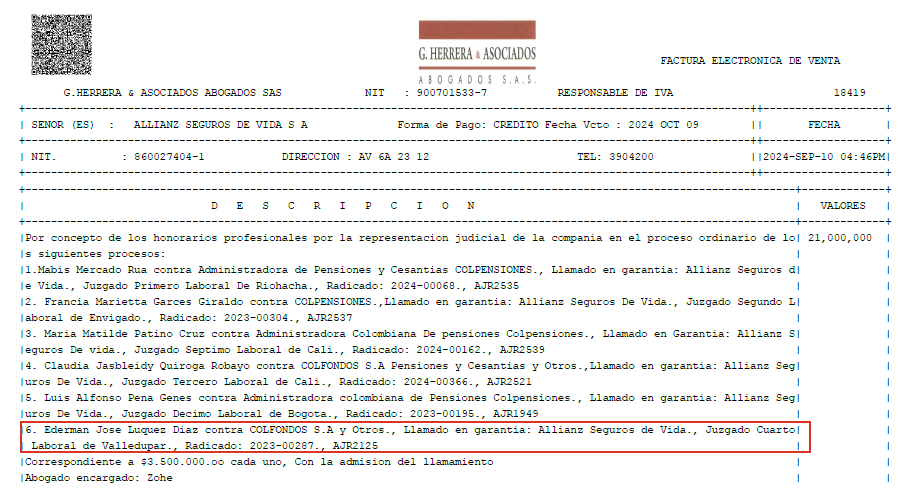 G. HERRERA & ASOCIADOS
ABOGADOS S.A.S.
FACTURA ELECTRONICA DE VENTA
G.HERRERA & ASOCIADOS ABOGADOS SAS NIT : 900701533-7 RESPONSABLE DE IVA 18419
SENOR (ES) : ALLIANZ SEGUROS DE VIDA S A Forma de Pago: CREDITO Fecha Vcto : 2024 OCT 09 || FECHA
NIT. : 860027404-1 DIRECCION : AV 6A 23 12 TEL: 3904200 ||2024-SEP-10 04:46PM|
D E S C R I P C I O N | VALORES |
|Por concepto de los honorarios profesionales por la representacion judicial de la compania en el proceso ordinario de lo| 21,000,000 |
|s siguientes procesos:
|1.Mabis Mercado Rua contra Administradora de Pensiones y Cesantias COLPENSIONES., Llamado en garantia: Allianz Seguros d|
|e Vida., Juzgado Primero Laboral De Riohacha., Radicado: 2024-00068., AJR2535
|2. Francia Marietta Garces Giraldo contra COLPENSIONES.,Llamado en garantia: Allianz Seguros De Vida., Juzgado Segundo L|
|aboral de Envigado., Radicado: 2023-00304., AJR2537
|3. Maria Matilde Patino Cruz contra Administradora Colombiana De pensiones Colpensiones., Llamado en Garantia: Allianz S|
|eguros De vida., Juzgado Septimo Laboral de Cali., Radicado: 2024-00162., AJR2539
|4. Claudia Jasbleidy Quiroga Robayo contra COLFONDOS S.A Pensiones y Cesantias y Otros.,Llamado en garantia: Allianz Seg|
|uros De Vida., Juzgado Tercero Laboral de Cali., Radicado: 2024-00366., AJR2521
|5. Luis Alfonso Pena Genes contra Administradora colombiana de Pensiones Colpensiones., Llamado en garantia: Allianz Seg|
|uros De Vida., Juzgado Decimo Laboral de Bogota., Radicado: 2023-00195., AJR1949
|6. Ederman Jose Luquez Diaz contra COLFONDOS S.A y Otros., Llamado en garantia: Allianz Seguros de Vida., Juzgado Cuarto|
| Laboral de Valledupar., Radicado: 2023-00287., AJR2125
|Correspondiente a $3.500.000.oo cada uno, Con la admision del llamamiento
|Abogado encargado: Zohe